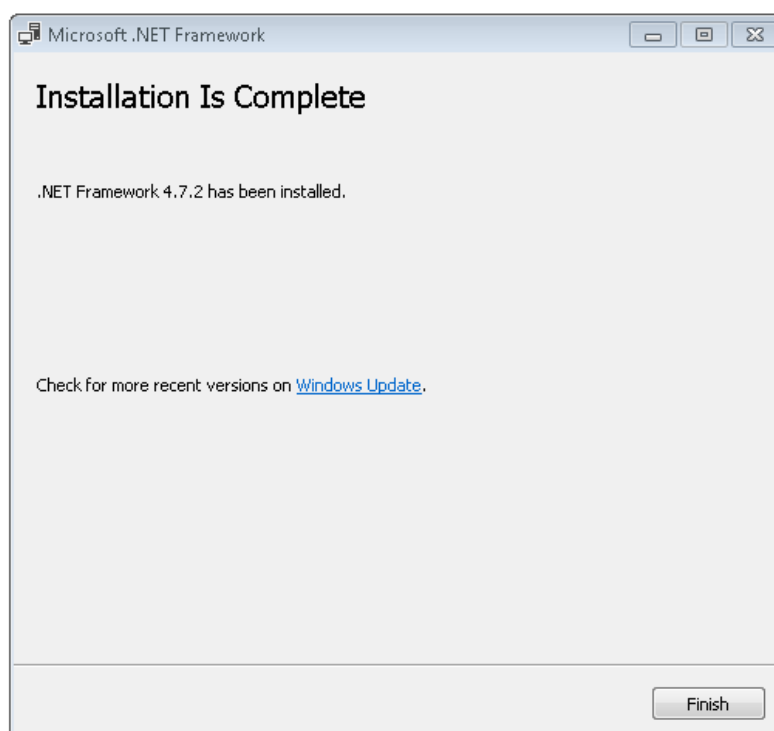 Microsoft .NET Framework
Installation Is Complete
.NET Framework 4.7.2 has been installed.
Check for more recent versions on Windows Update.
Finish